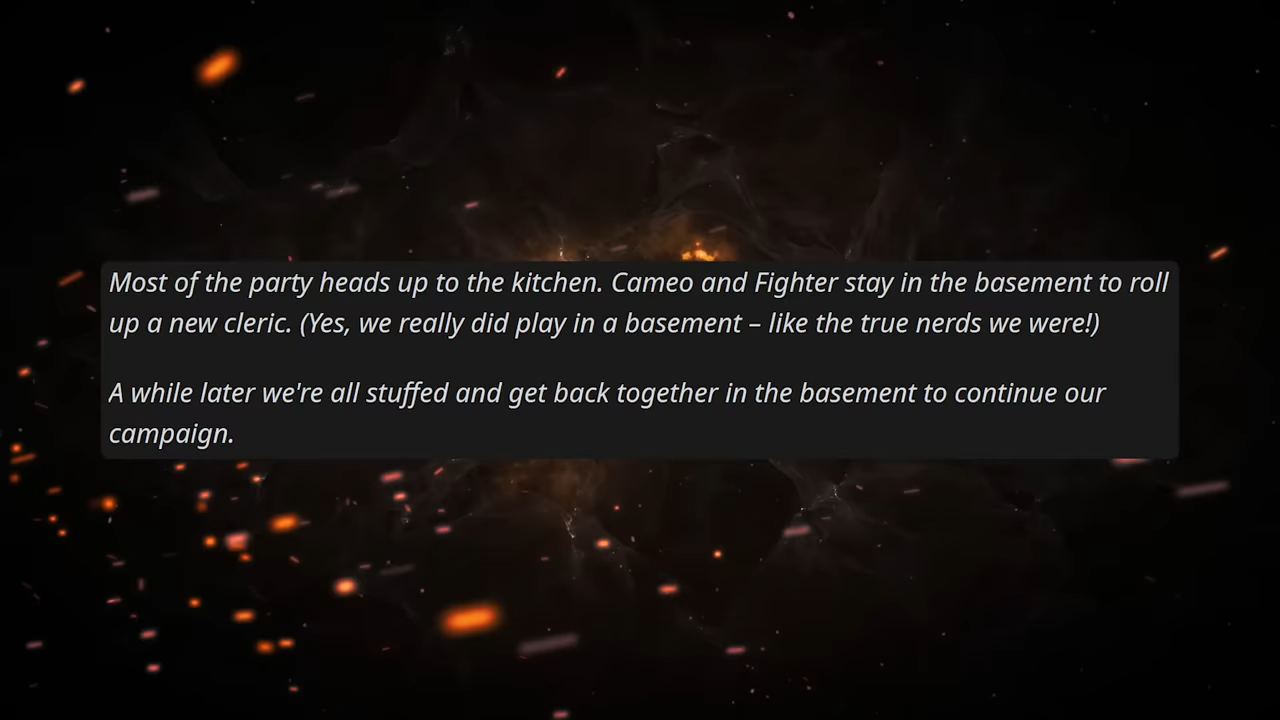 Most of the party heads up to the kitchen. Cameo and Fighter stay in the basement to roll
up a new cleric. (Yes, we really did play in a basement – like the true nerds we were!)
A while later we're all stuffed and get back together in the basement to continue our
campaign.